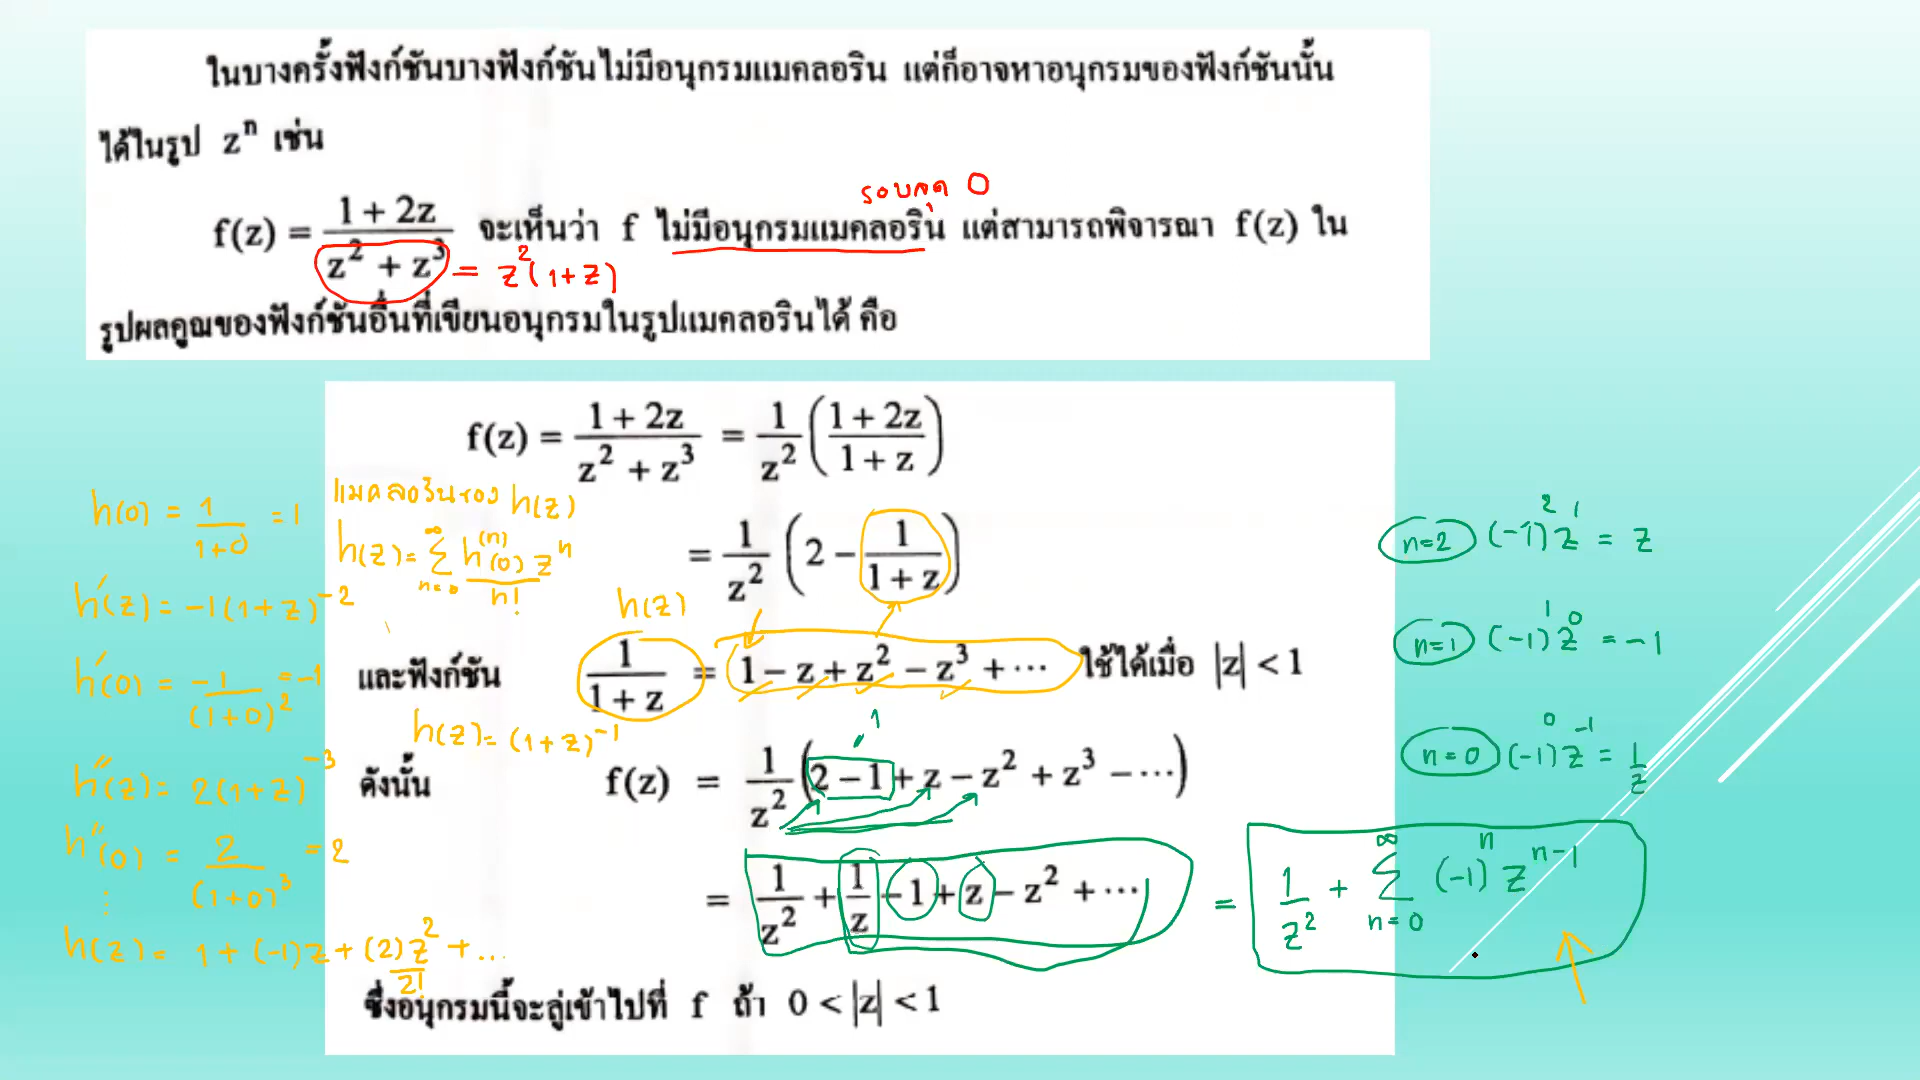 ในบางครั้งฟังก์ชันบางฟังก์ชันไม่มีอนุกรมแมคลอริน แต่ก็อาจหาอนุกรมของฟังก์ชันนั้น
ได้ในรูป zⁿ เช่น
รอบจุด 0
f(z) = (1 + 2z)/(z² + z³) จะเห็นว่า f ไม่มีอนุกรมแมคลอริน แต่สามารถพิจารณา f(z) ใน
= z²(1+z)
รูปผลคูณของฟังก์ชันอื่นที่เขียนอนุกรมในรูปแมคลอรินได้ คือ
f(z) = (1 + 2z)/(z² + z³) = 1/z² ((1 + 2z)/(1 + z))
= 1/z² (2 − 1/(1 + z))
และฟังก์ชัน 1/(1 + z) = 1 − z + z² − z³ + ⋯ ใช้ได้เมื่อ |z| < 1
ดังนั้น f(z) = 1/z² (2 − 1 + z − z² + z³ − ⋯)
1
= 1/z² + 1/z − 1 + z − z² + ⋯
= 1/z² + ∑_{n=0}^{∞} (-1)ⁿ z^{n-1}
ซึ่งอนุกรมนี้จะลู่เข้าไปที่ f ถ้า 0 < |z| < 1
แมคลอรินของ h(z)
h(z) = ∑_{n=0}^{∞} h⁽ⁿ⁾(0)/n! zⁿ
h(z)
h(z) = (1+z)⁻¹
h(0) = 1/(1+0) = 1
h′(z) = -1(1+z)⁻²
h′(0) = -1/(1+0)² = -1
h″(z) = 2(1+z)⁻³
h″(0) = 2/(1+0)³ = 2
⋮
h(z) = 1 + (-1)z + (2)z²/2! + ...
n=2 (-1)² z¹ = z
n=1 (-1)¹ z⁰ = -1
n=0 (-1)⁰ z⁻¹ = 1/z